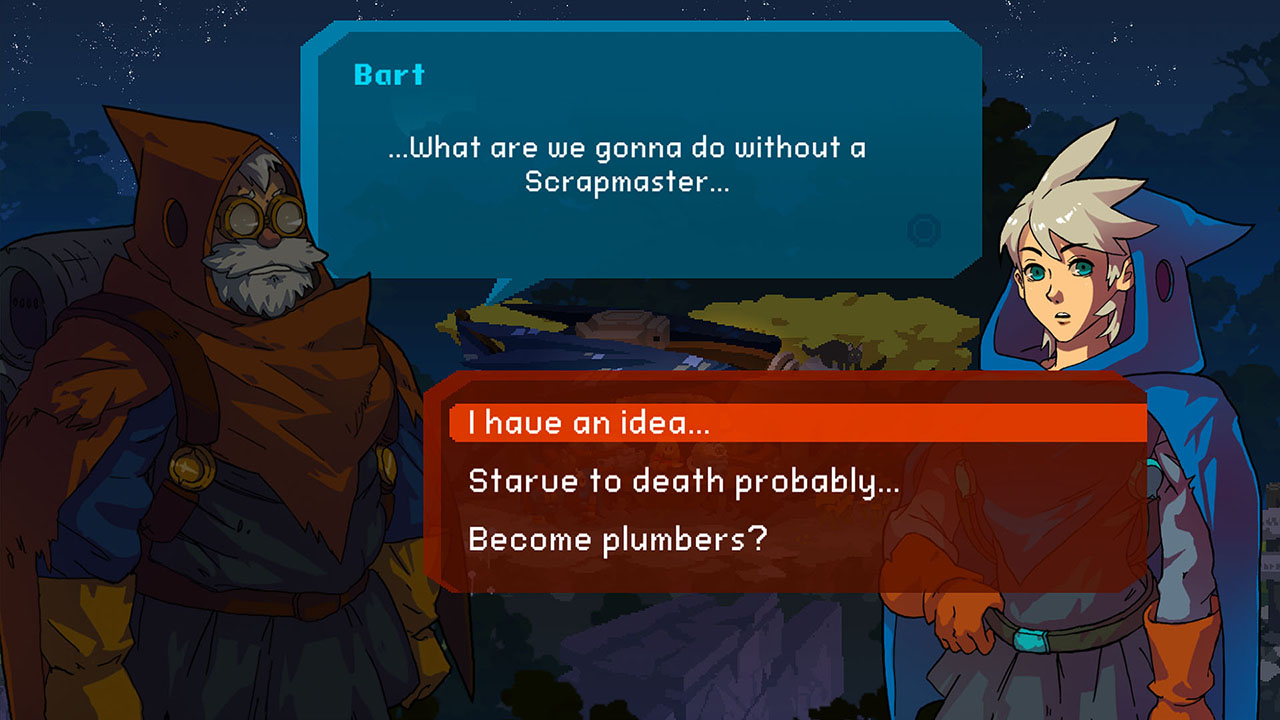 Bart
...What are we gonna do without a
Scrapmaster...
I have an idea...
Starve to death probably...
Become plumbers?